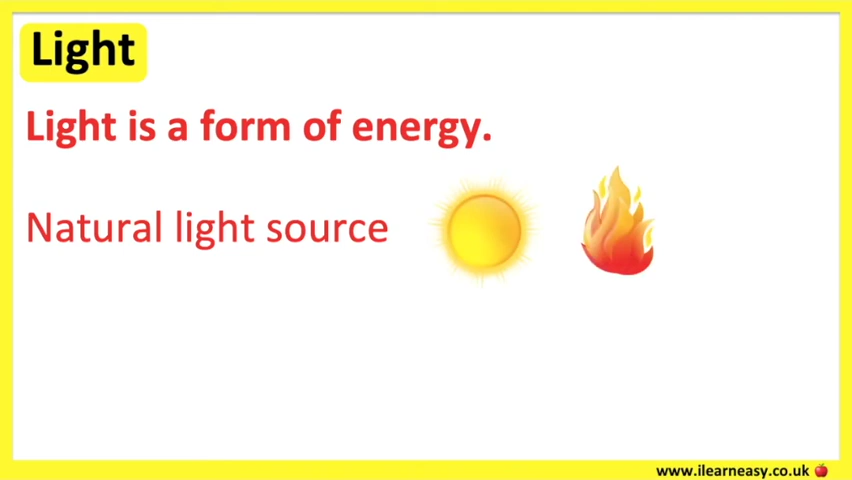 Light
Light is a form of energy.
Natural light source
www.ilearneasy.co.uk